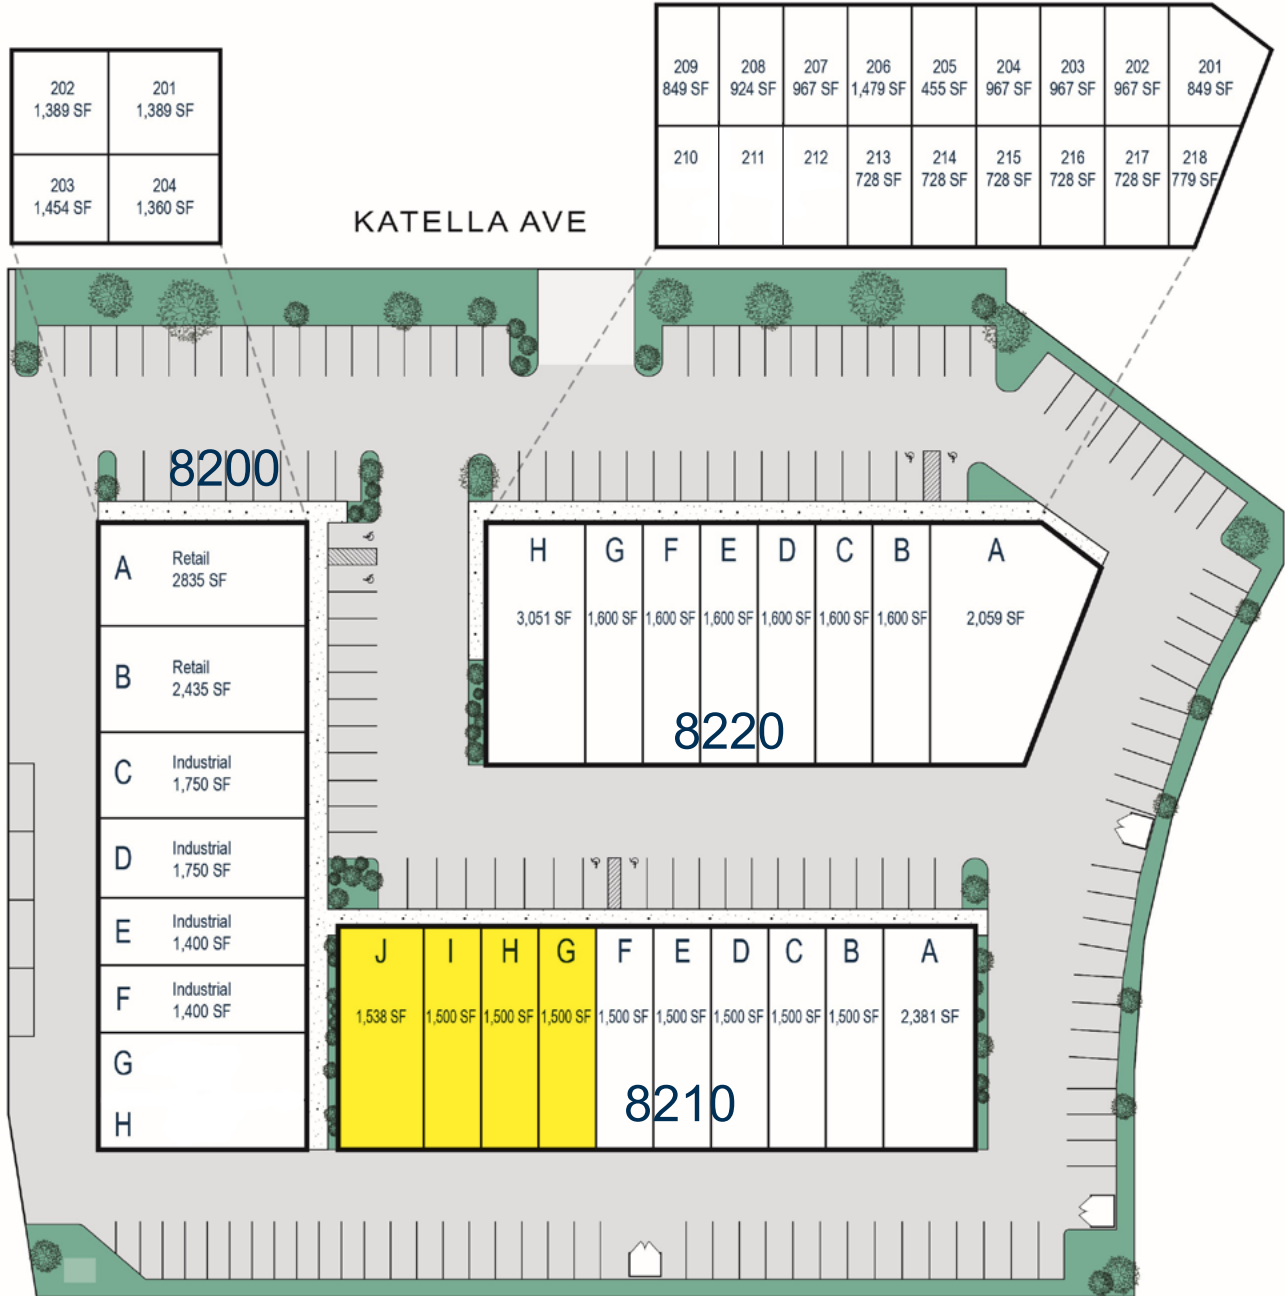 202
1,389 SF
201
1,389 SF
203
1,454 SF
204
1,360 SF
209
849 SF
208
924 SF
207
967 SF
206
1,479 SF
205
455 SF
204
967 SF
203
967 SF
202
967 SF
201
849 SF
210
211
212
213
728 SF
214
728 SF
215
728 SF
216
728 SF
217
728 SF
218
779 SF
KATELLA AVE
8200
A
Retail
2835 SF
B
Retail
2,435 SF
C
Industrial
1,750 SF
D
Industrial
1,750 SF
E
Industrial
1,400 SF
F
Industrial
1,400 SF
G
H
H
3,051 SF
G
1,600 SF
F
1,600 SF
E
1,600 SF
D
1,600 SF
C
1,600 SF
B
1,600 SF
A
2,059 SF
8220
J
1,538 SF
I
1,500 SF
H
1,500 SF
G
1,500 SF
F
1,500 SF
E
1,500 SF
D
1,500 SF
C
1,500 SF
B
1,500 SF
A
2,381 SF
8210